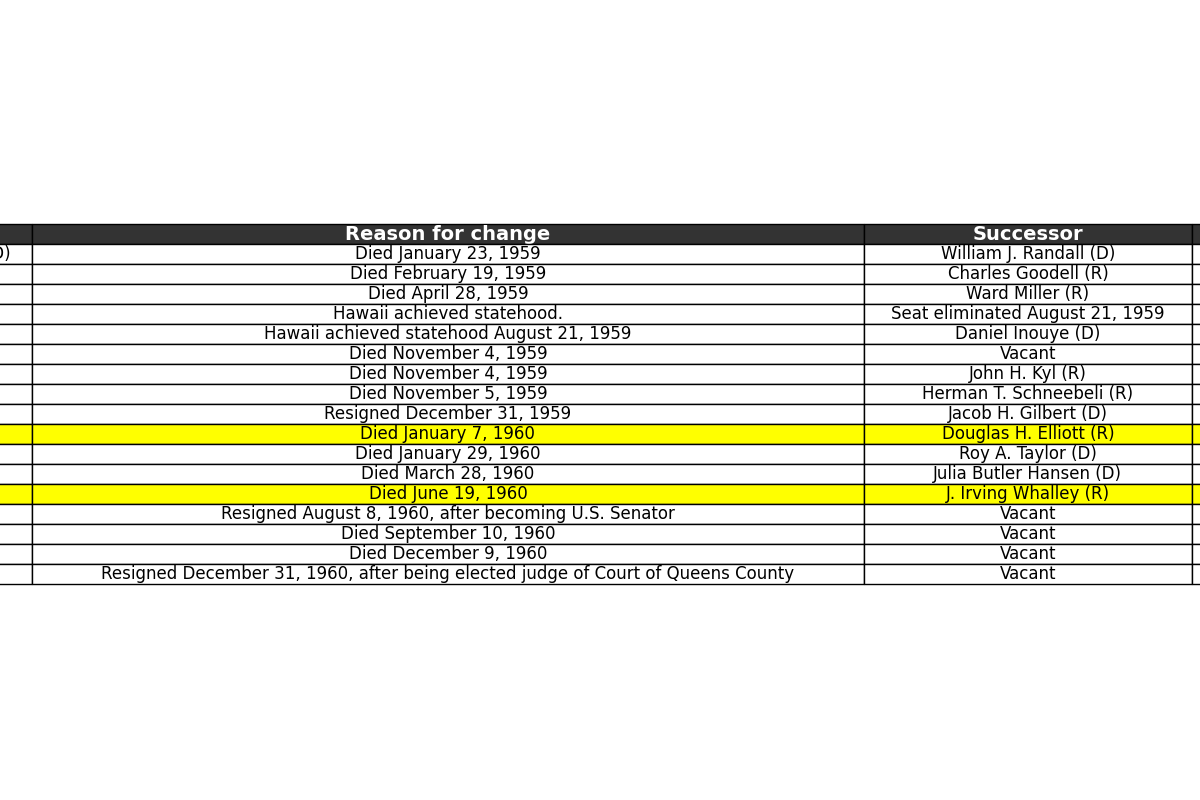 Reason for change Successor
D) Died January 23, 1959 William J. Randall (D)
Died February 19, 1959 Charles Goodell (R)
Died April 28, 1959 Ward Miller (R)
Hawaii achieved statehood. Seat eliminated August 21, 1959
Hawaii achieved statehood August 21, 1959 Daniel Inouye (D)
Died November 4, 1959 Vacant
Died November 4, 1959 John H. Kyl (R)
Died November 5, 1959 Herman T. Schneebeli (R)
Resigned December 31, 1959 Jacob H. Gilbert (D)
Died January 7, 1960 Douglas H. Elliott (R)
Died January 29, 1960 Roy A. Taylor (D)
Died March 28, 1960 Julia Butler Hansen (D)
Died June 19, 1960 J. Irving Whalley (R)
Resigned August 8, 1960, after becoming U.S. Senator Vacant
Died September 10, 1960 Vacant
Died December 9, 1960 Vacant
Resigned December 31, 1960, after being elected judge of Court of Queens County Vacant